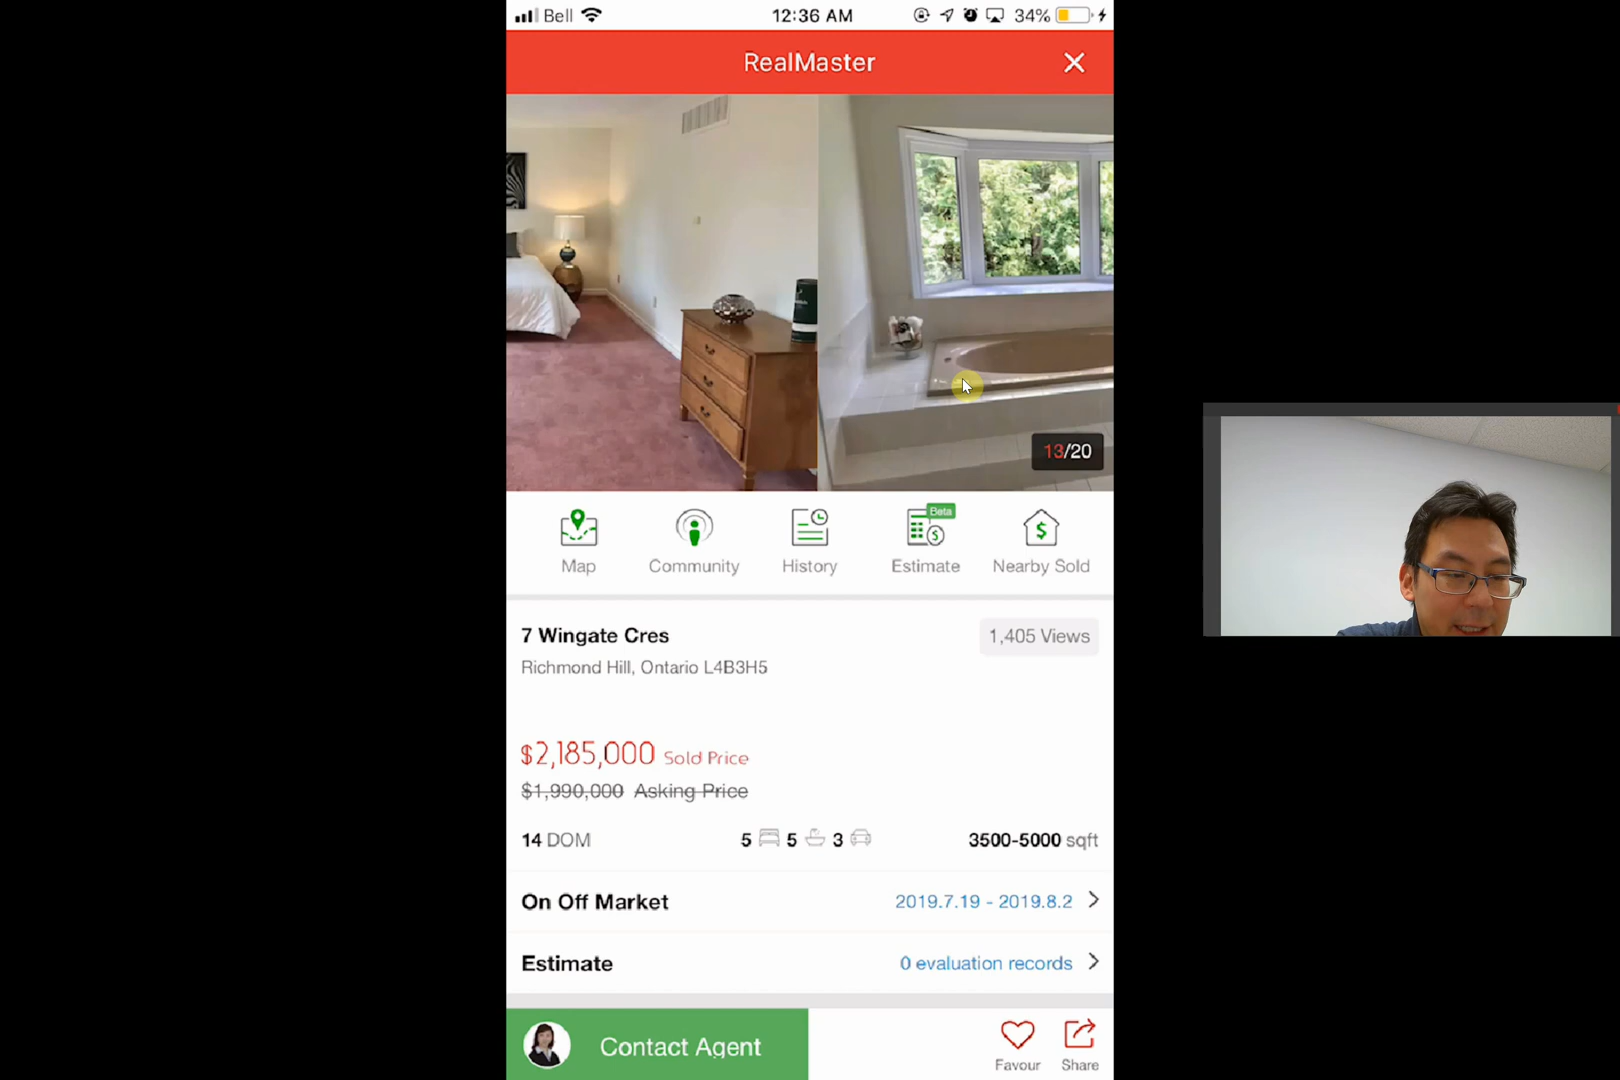 Bell 12:36 AM 34%
RealMaster
13/20
Beta
Map Community History Estimate Nearby Sold
7 Wingate Cres 1,405 Views
Richmond Hill, Ontario L4B3H5
$2,185,000 Sold Price
$1,990,000 Asking Price
14 DOM 5 5 3 3500-5000 sqft
On Off Market 2019.7.19 - 2019.8.2
Estimate 0 evaluation records
Contact Agent Favour Share